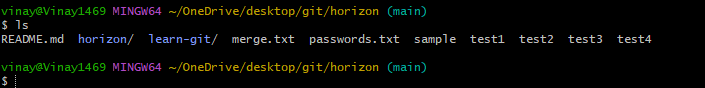 vinay@Vinay1469 MINGW64 ~/OneDrive/desktop/git/horizon (main)
$ ls
README.md  horizon/  learn-git/  merge.txt  passwords.txt  sample  test1  test2  test3  test4
vinay@Vinay1469 MINGW64 ~/OneDrive/desktop/git/horizon (main)
$